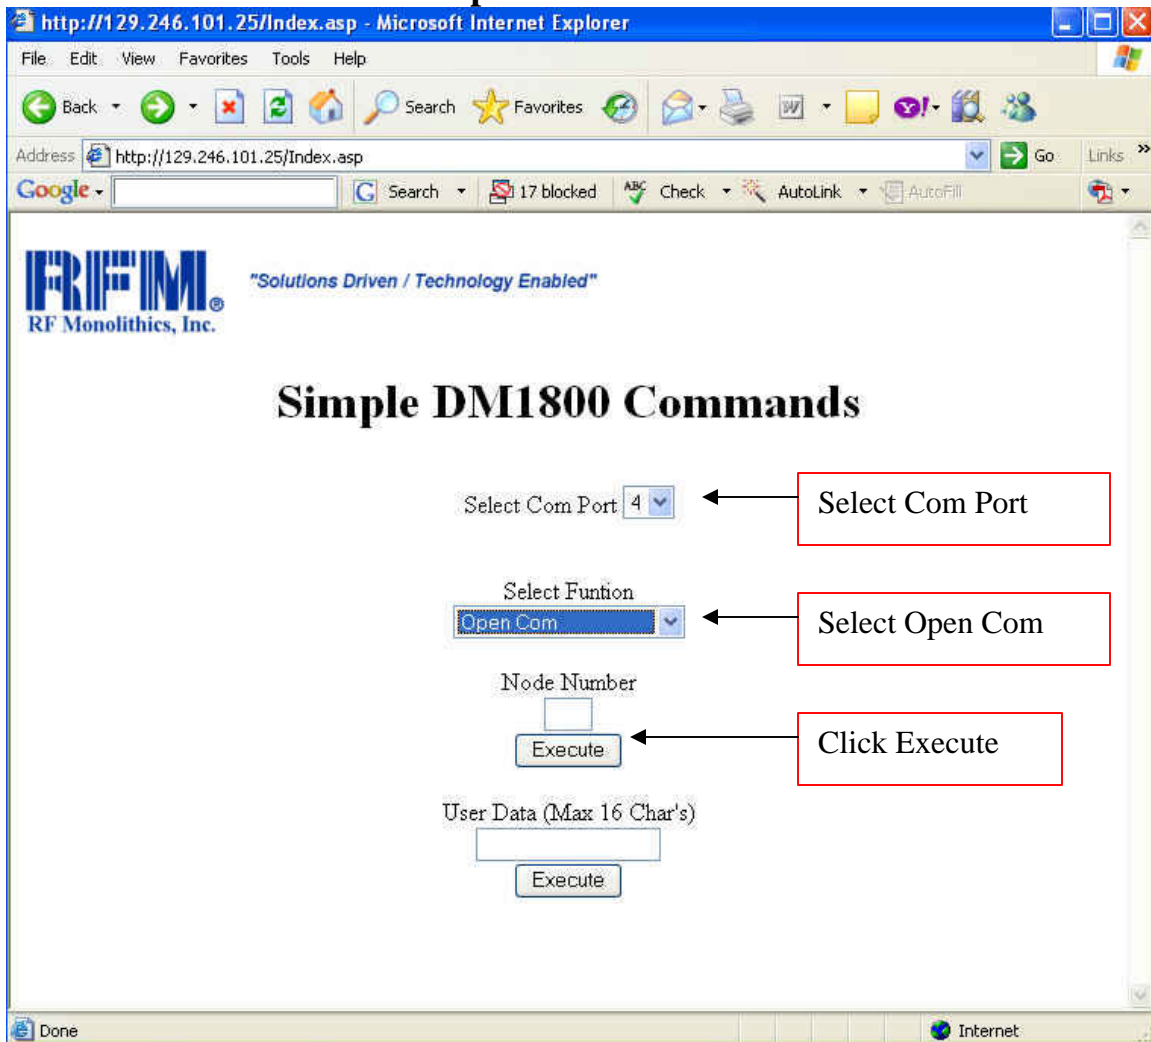 http://129.246.101.25/Index.asp - Microsoft Internet Explorer
File Edit View Favorites Tools Help
Back Search Favorites
Address http://129.246.101.25/Index.asp Go Links »
Google Search 17 blocked Check AutoLink AutoFill
RFM® "Solutions Driven / Technology Enabled"
RF Monolithics, Inc.
Simple DM1800 Commands
Select Com Port 4 Select Com Port
Select Funtion
Open Com Select Open Com
Node Number
Execute Click Execute
User Data (Max 16 Char's)
Execute
Done Internet